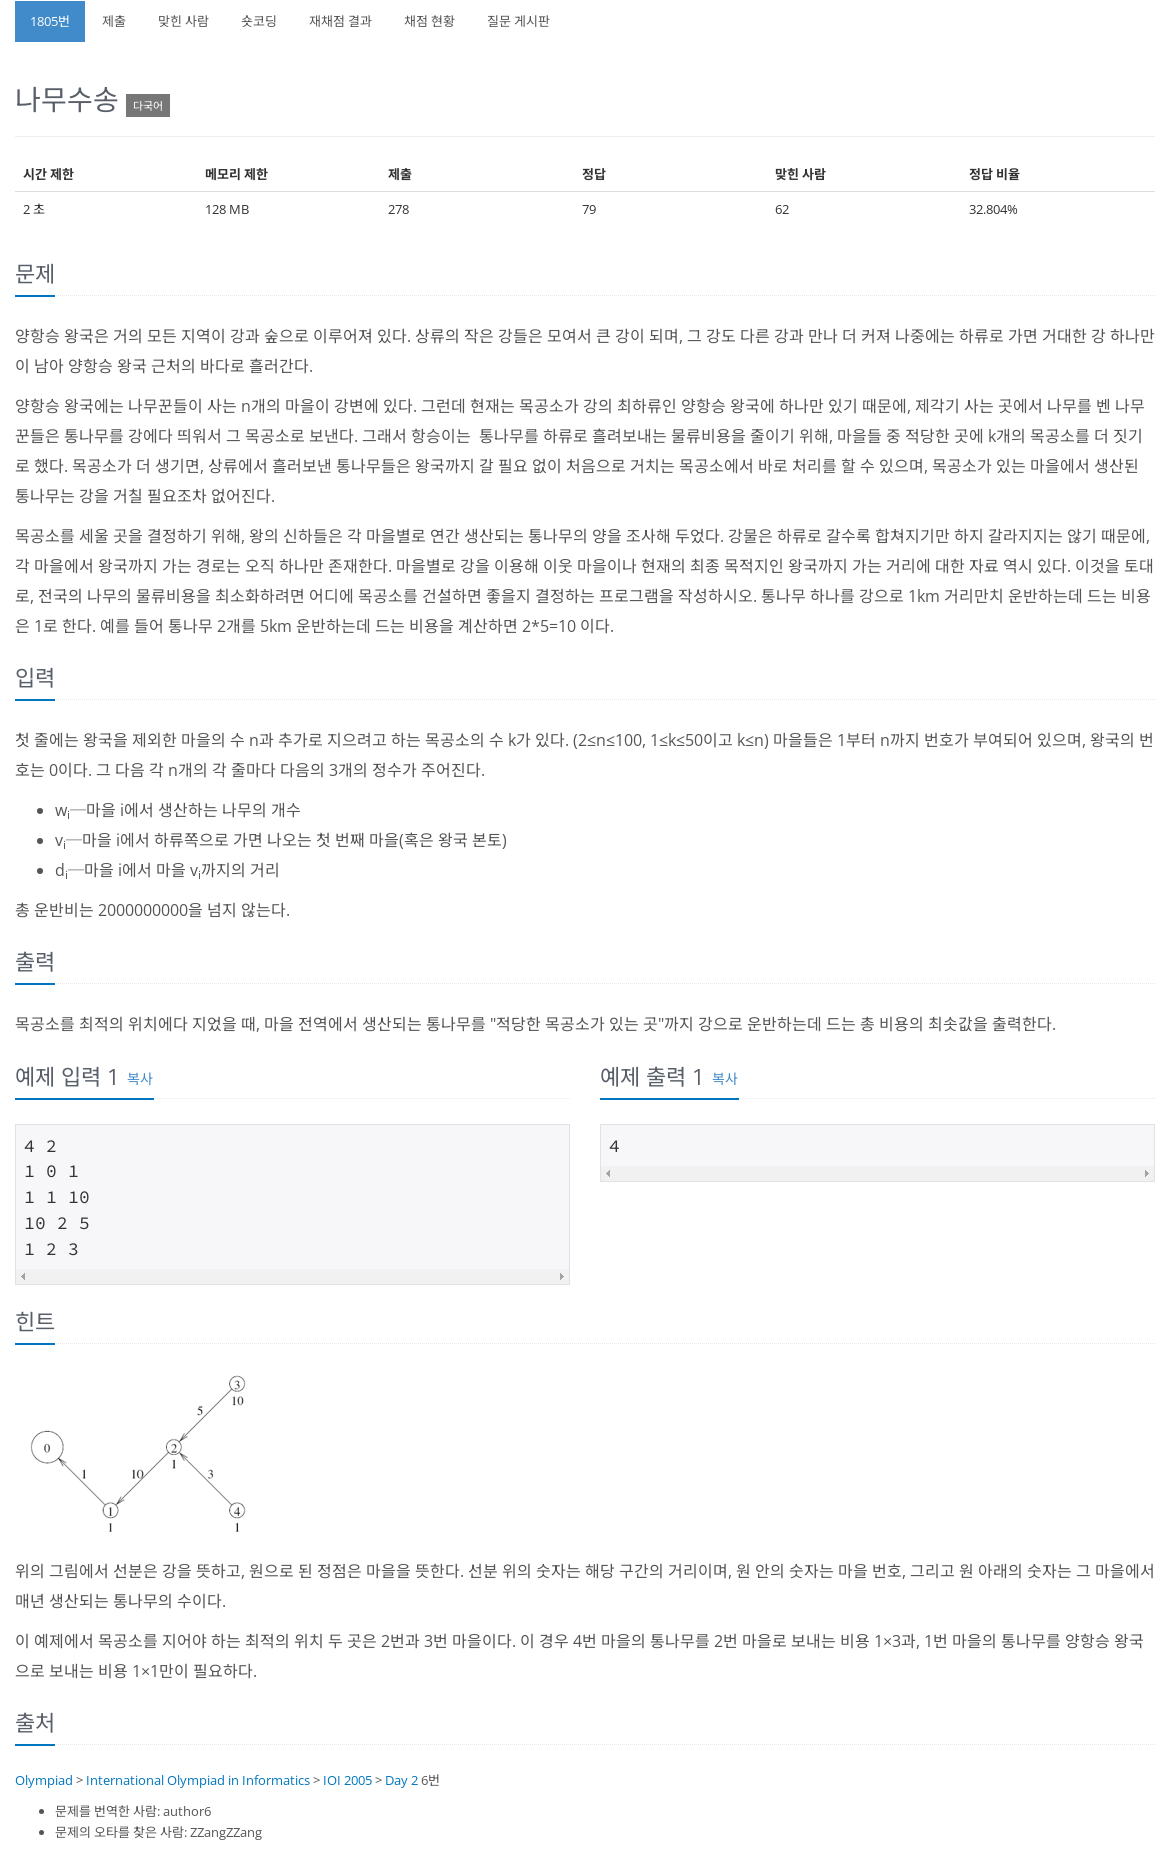 1805번 제출 맞힌 사람 숏코딩 재채점 결과 채점 현황 질문 게시판
나무수송 다국어
시간 제한 메모리 제한 제출 정답 맞힌 사람 정답 비율
2 초 128 MB 278 79 62 32.804%
문제
양항승 왕국은 거의 모든 지역이 강과 숲으로 이루어져 있다. 상류의 작은 강들은 모여서 큰 강이 되며, 그 강도 다른 강과 만나 더 커져 나중에는 하류로 가면 거대한 강 하나만
이 남아 양항승 왕국 근처의 바다로 흘러간다.
양항승 왕국에는 나무꾼들이 사는 n개의 마을이 강변에 있다. 그런데 현재는 목공소가 강의 최하류인 양항승 왕국에 하나만 있기 때문에, 제각기 사는 곳에서 나무를 벤 나무
꾼들은 통나무를 강에다 띄워서 그 목공소로 보낸다. 그래서 항승이는  통나무를 하류로 흘려보내는 물류비용을 줄이기 위해, 마을들 중 적당한 곳에 k개의 목공소를 더 짓기
로 했다. 목공소가 더 생기면, 상류에서 흘러보낸 통나무들은 왕국까지 갈 필요 없이 처음으로 거치는 목공소에서 바로 처리를 할 수 있으며, 목공소가 있는 마을에서 생산된
통나무는 강을 거칠 필요조차 없어진다.
목공소를 세울 곳을 결정하기 위해, 왕의 신하들은 각 마을별로 연간 생산되는 통나무의 양을 조사해 두었다. 강물은 하류로 갈수록 합쳐지기만 하지 갈라지지는 않기 때문에,
각 마을에서 왕국까지 가는 경로는 오직 하나만 존재한다. 마을별로 강을 이용해 이웃 마을이나 현재의 최종 목적지인 왕국까지 가는 거리에 대한 자료 역시 있다. 이것을 토대
로, 전국의 나무의 물류비용을 최소화하려면 어디에 목공소를 건설하면 좋을지 결정하는 프로그램을 작성하시오. 통나무 하나를 강으로 1km 거리만치 운반하는데 드는 비용
은 1로 한다. 예를 들어 통나무 2개를 5km 운반하는데 드는 비용을 계산하면 2*5=10 이다.
입력
첫 줄에는 왕국을 제외한 마을의 수 n과 추가로 지으려고 하는 목공소의 수 k가 있다. (2≤n≤100, 1≤k≤50이고 k≤n) 마을들은 1부터 n까지 번호가 부여되어 있으며, 왕국의 번
호는 0이다. 그 다음 각 n개의 각 줄마다 다음의 3개의 정수가 주어진다.
• wi─마을 i에서 생산하는 나무의 개수
• vi─마을 i에서 하류쪽으로 가면 나오는 첫 번째 마을(혹은 왕국 본토)
• di─마을 i에서 마을 vi까지의 거리
총 운반비는 2000000000을 넘지 않는다.
출력
목공소를 최적의 위치에다 지었을 때, 마을 전역에서 생산되는 통나무를 "적당한 목공소가 있는 곳"까지 강으로 운반하는데 드는 총 비용의 최솟값을 출력한다.
예제 입력 1 복사
4 2
1 0 1
1 1 10
10 2 5
1 2 3
예제 출력 1 복사
4
힌트
3
10
5
0
2
1
1
10
3
1
1
4
1
위의 그림에서 선분은 강을 뜻하고, 원으로 된 정점은 마을을 뜻한다. 선분 위의 숫자는 해당 구간의 거리이며, 원 안의 숫자는 마을 번호, 그리고 원 아래의 숫자는 그 마을에서
매년 생산되는 통나무의 수이다.
이 예제에서 목공소를 지어야 하는 최적의 위치 두 곳은 2번과 3번 마을이다. 이 경우 4번 마을의 통나무를 2번 마을로 보내는 비용 1×3과, 1번 마을의 통나무를 양항승 왕국
으로 보내는 비용 1×1만이 필요하다.
출처
Olympiad > International Olympiad in Informatics > IOI 2005 > Day 2 6번
• 문제를 번역한 사람: author6
• 문제의 오타를 찾은 사람: ZZangZZang